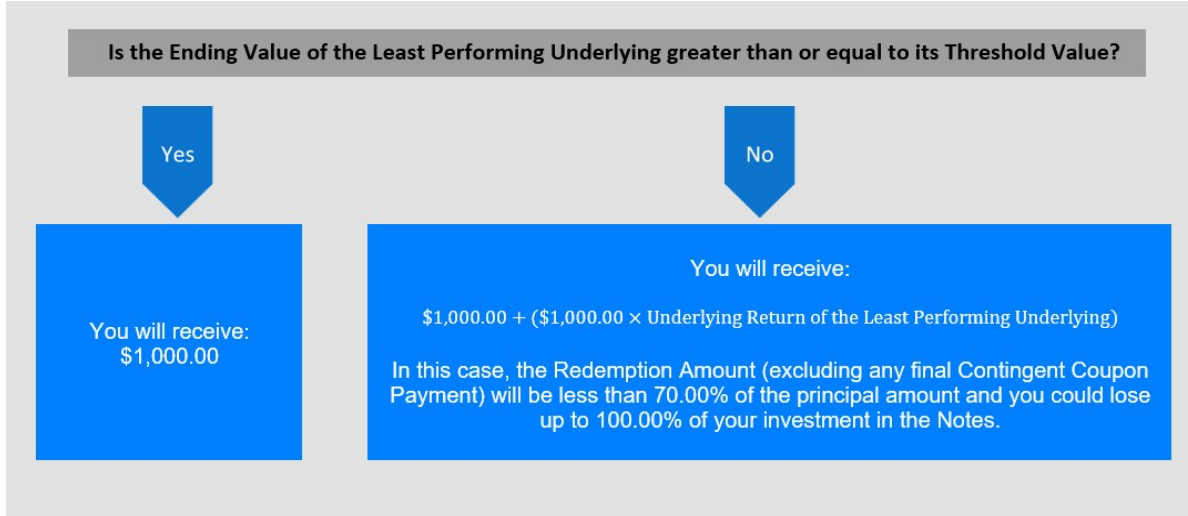 Is the Ending Value of the Least Performing Underlying greater than or equal to its Threshold Value?
Yes
No
You will receive:
$1,000.00
You will receive:
$1,000.00 + ($1,000.00 × Underlying Return of the Least Performing Underlying)
In this case, the Redemption Amount (excluding any final Contingent Coupon
Payment) will be less than 70.00% of the principal amount and you could lose
up to 100.00% of your investment in the Notes.